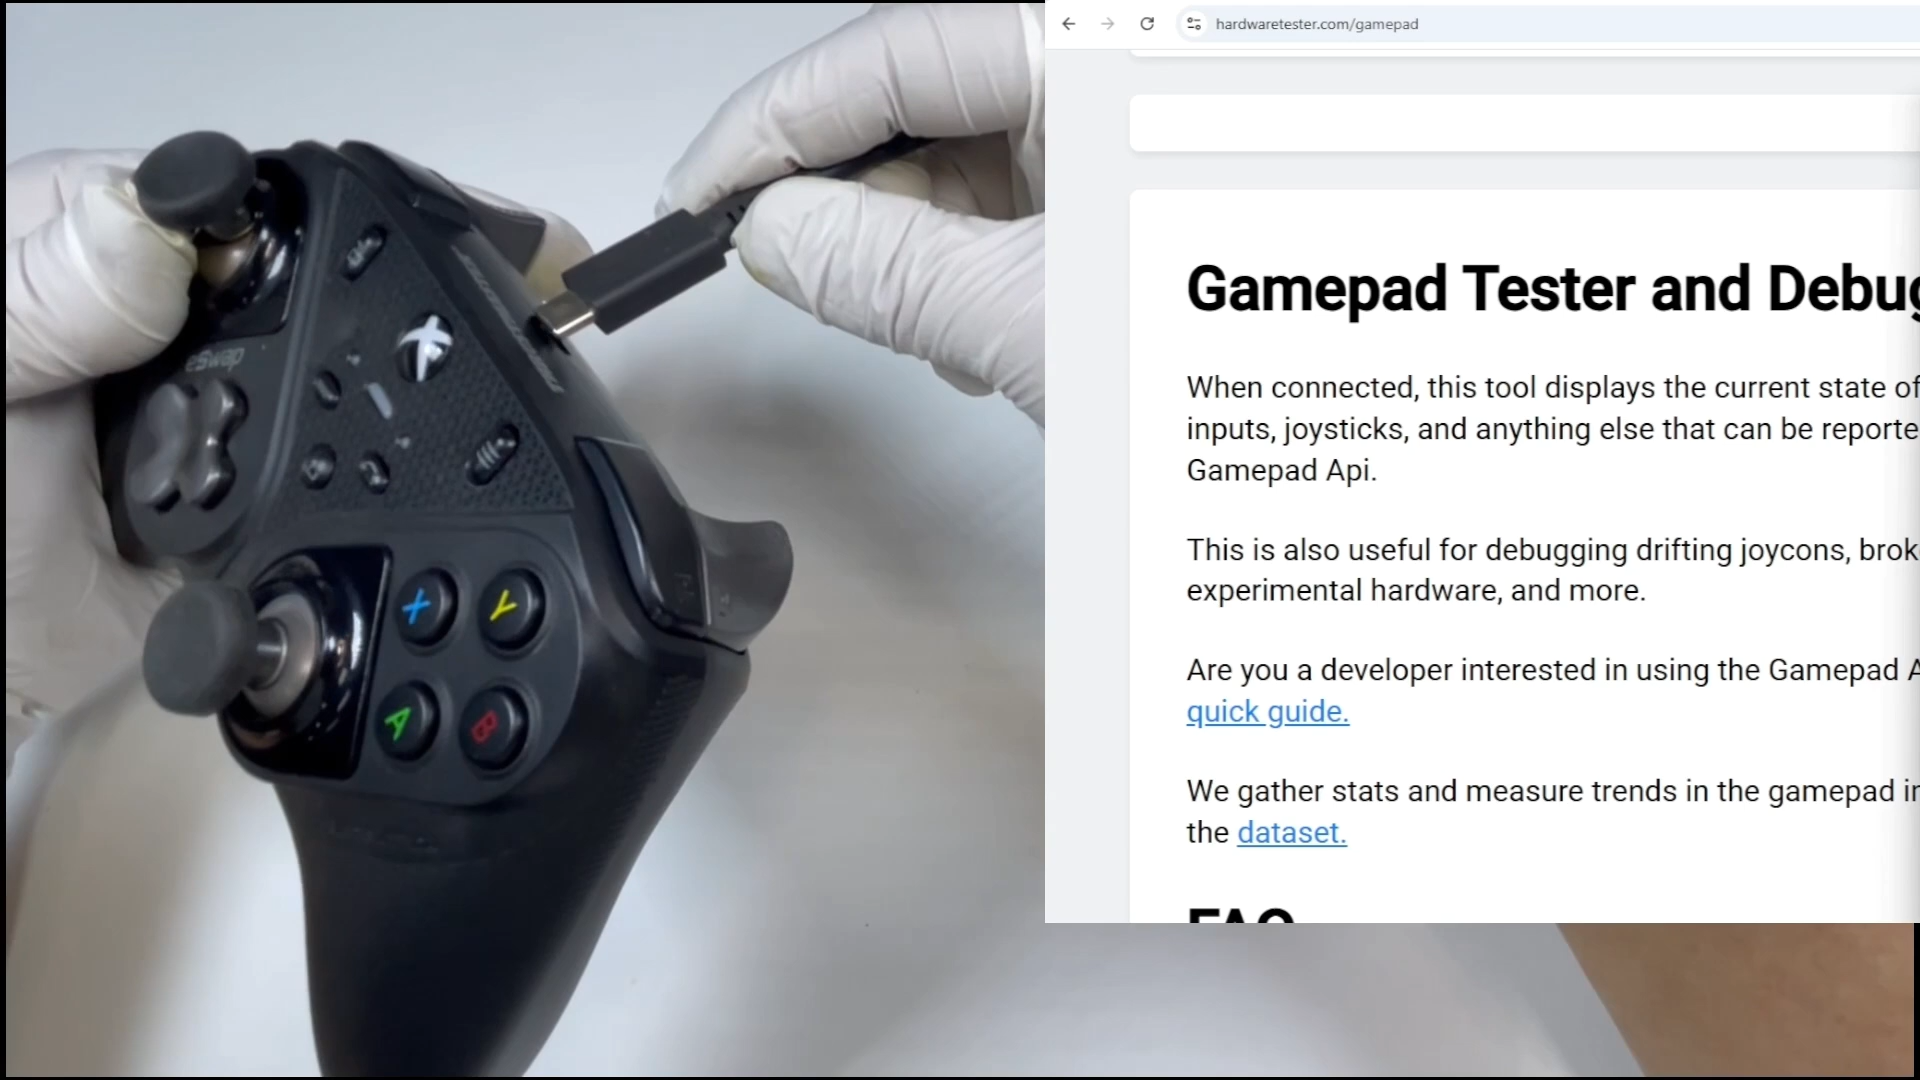 hardwaretester.com/gamepad
Gamepad Tester and Debug
When connected, this tool displays the current state of
inputs, joysticks, and anything else that can be reporte
Gamepad Api.
This is also useful for debugging drifting joycons, brok
experimental hardware, and more.
Are you a developer interested in using the Gamepad A
quick guide.
We gather stats and measure trends in the gamepad in
the dataset.
FAQ
eSwap
X
Y
A
B